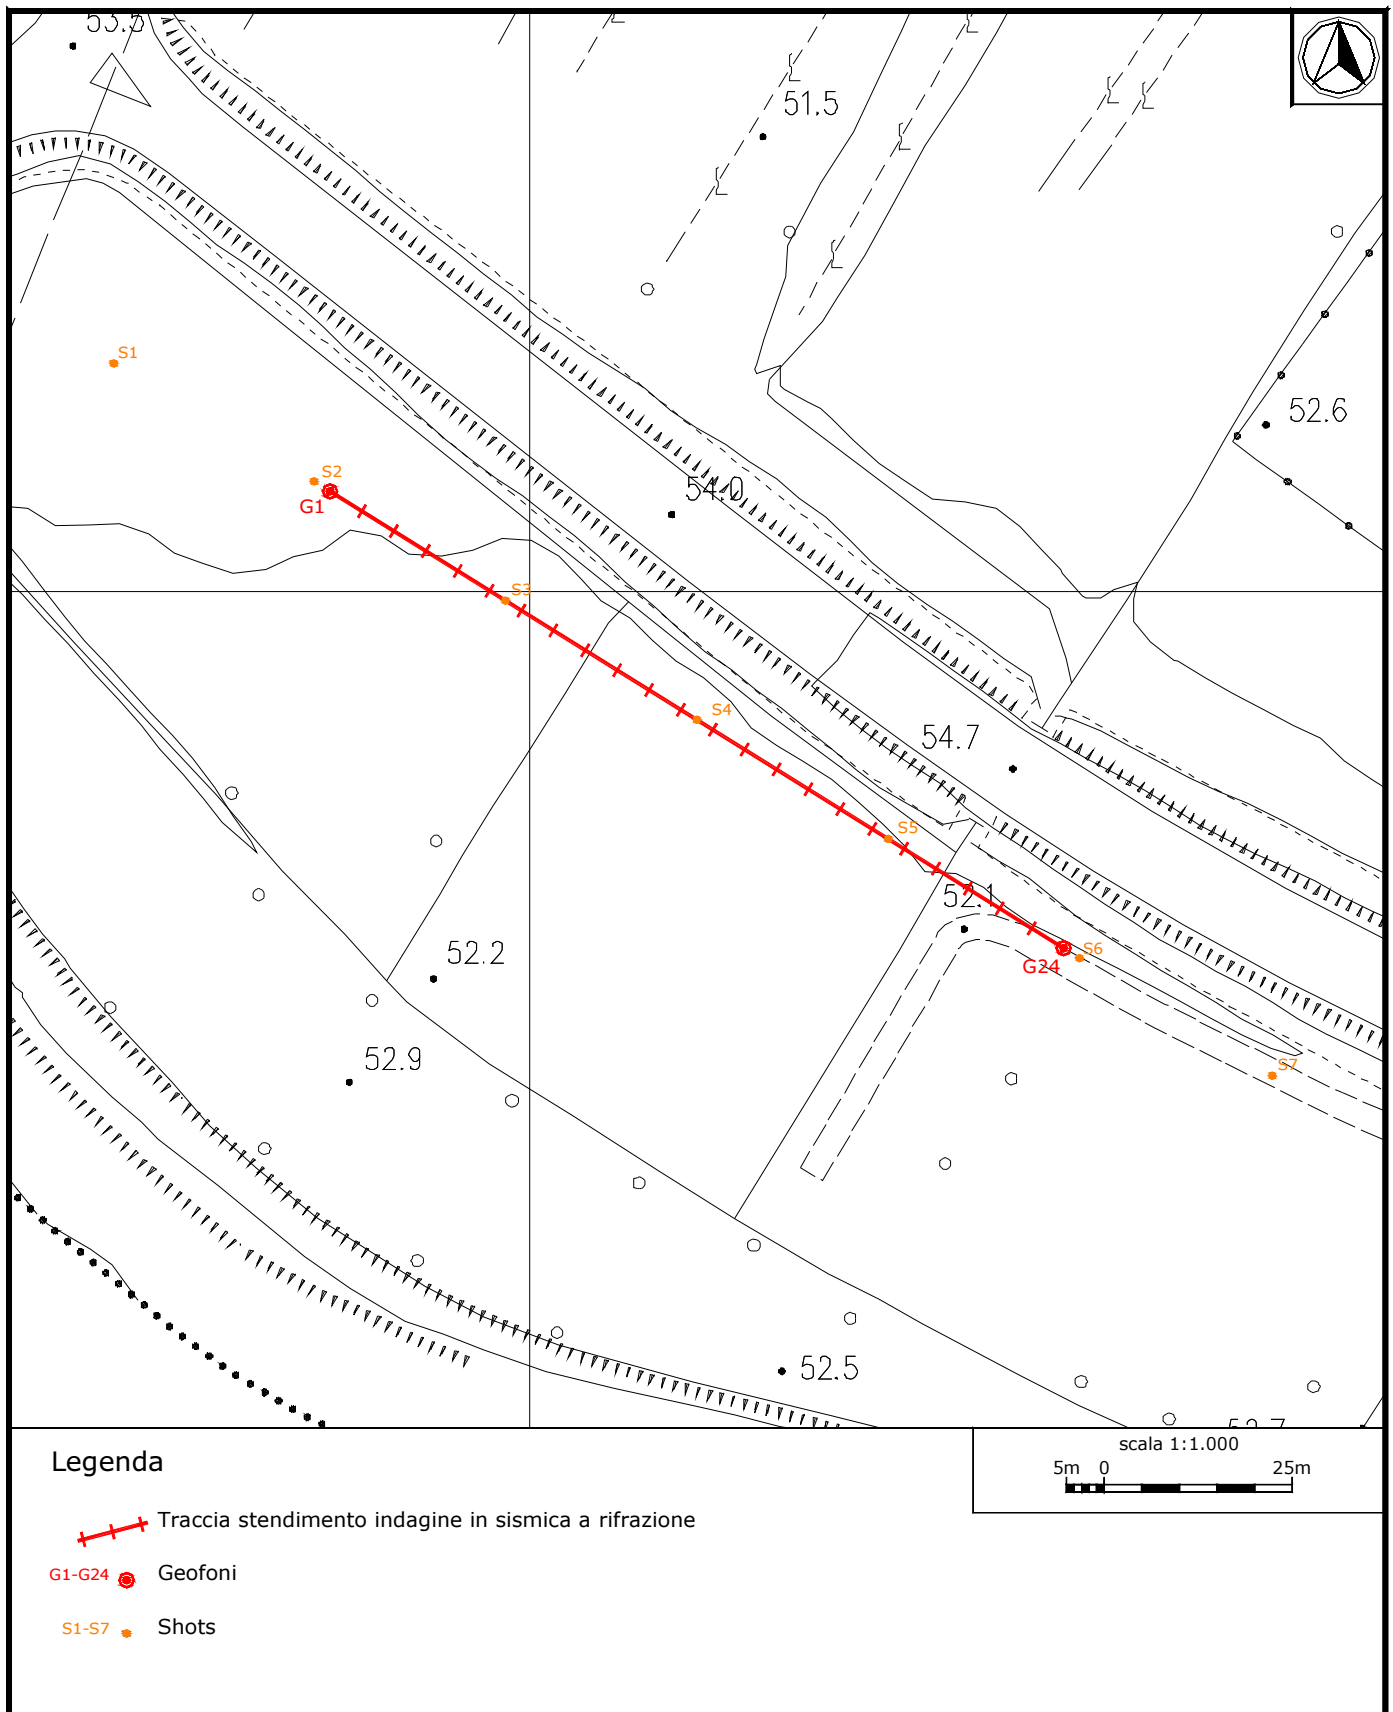 53.5
51.5
S1
52.6
S2
G1
54.0
S3
S4
54.7
S5
52.1
S6
G24
52.2
52.9
S7
52.5
Legenda
Traccia stendimento indagine in sismica a rifrazione
G1-G24 Geofoni
S1-S7 Shots
scala 1:1.000
5m 0 25m